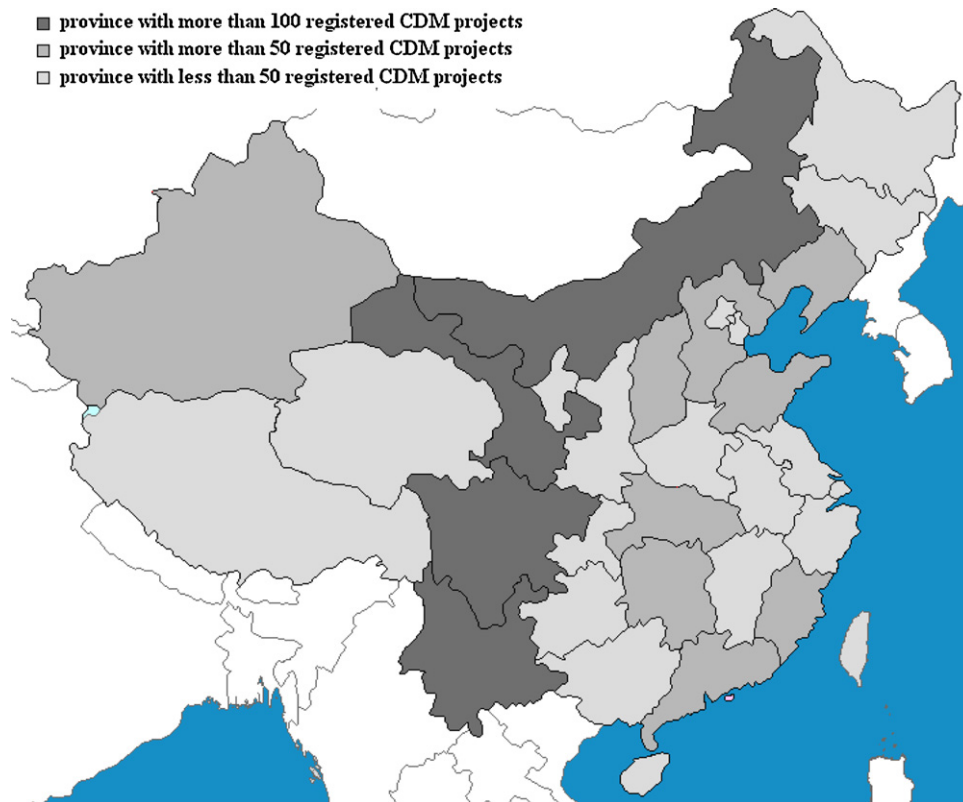 province with more than 100 registered CDM projects
province with more than 50 registered CDM projects
province with less than 50 registered CDM projects